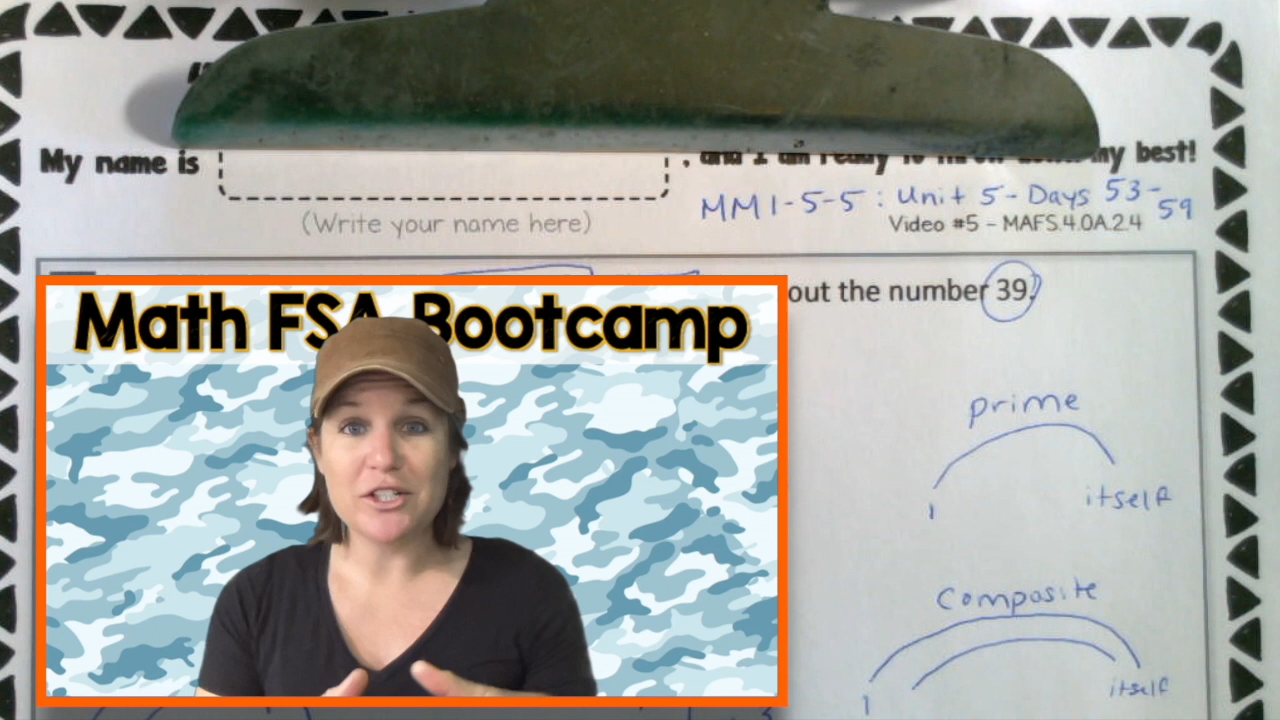 My name is , and I am ready to my best!
(Write your name here)
MM1-5-5: Unit 5- Days 53-59
Video #5 - MAFS.4.OA.2.4
out the number 39?
Math FSA Bootcamp
prime
1 itself
Composite
1 itself